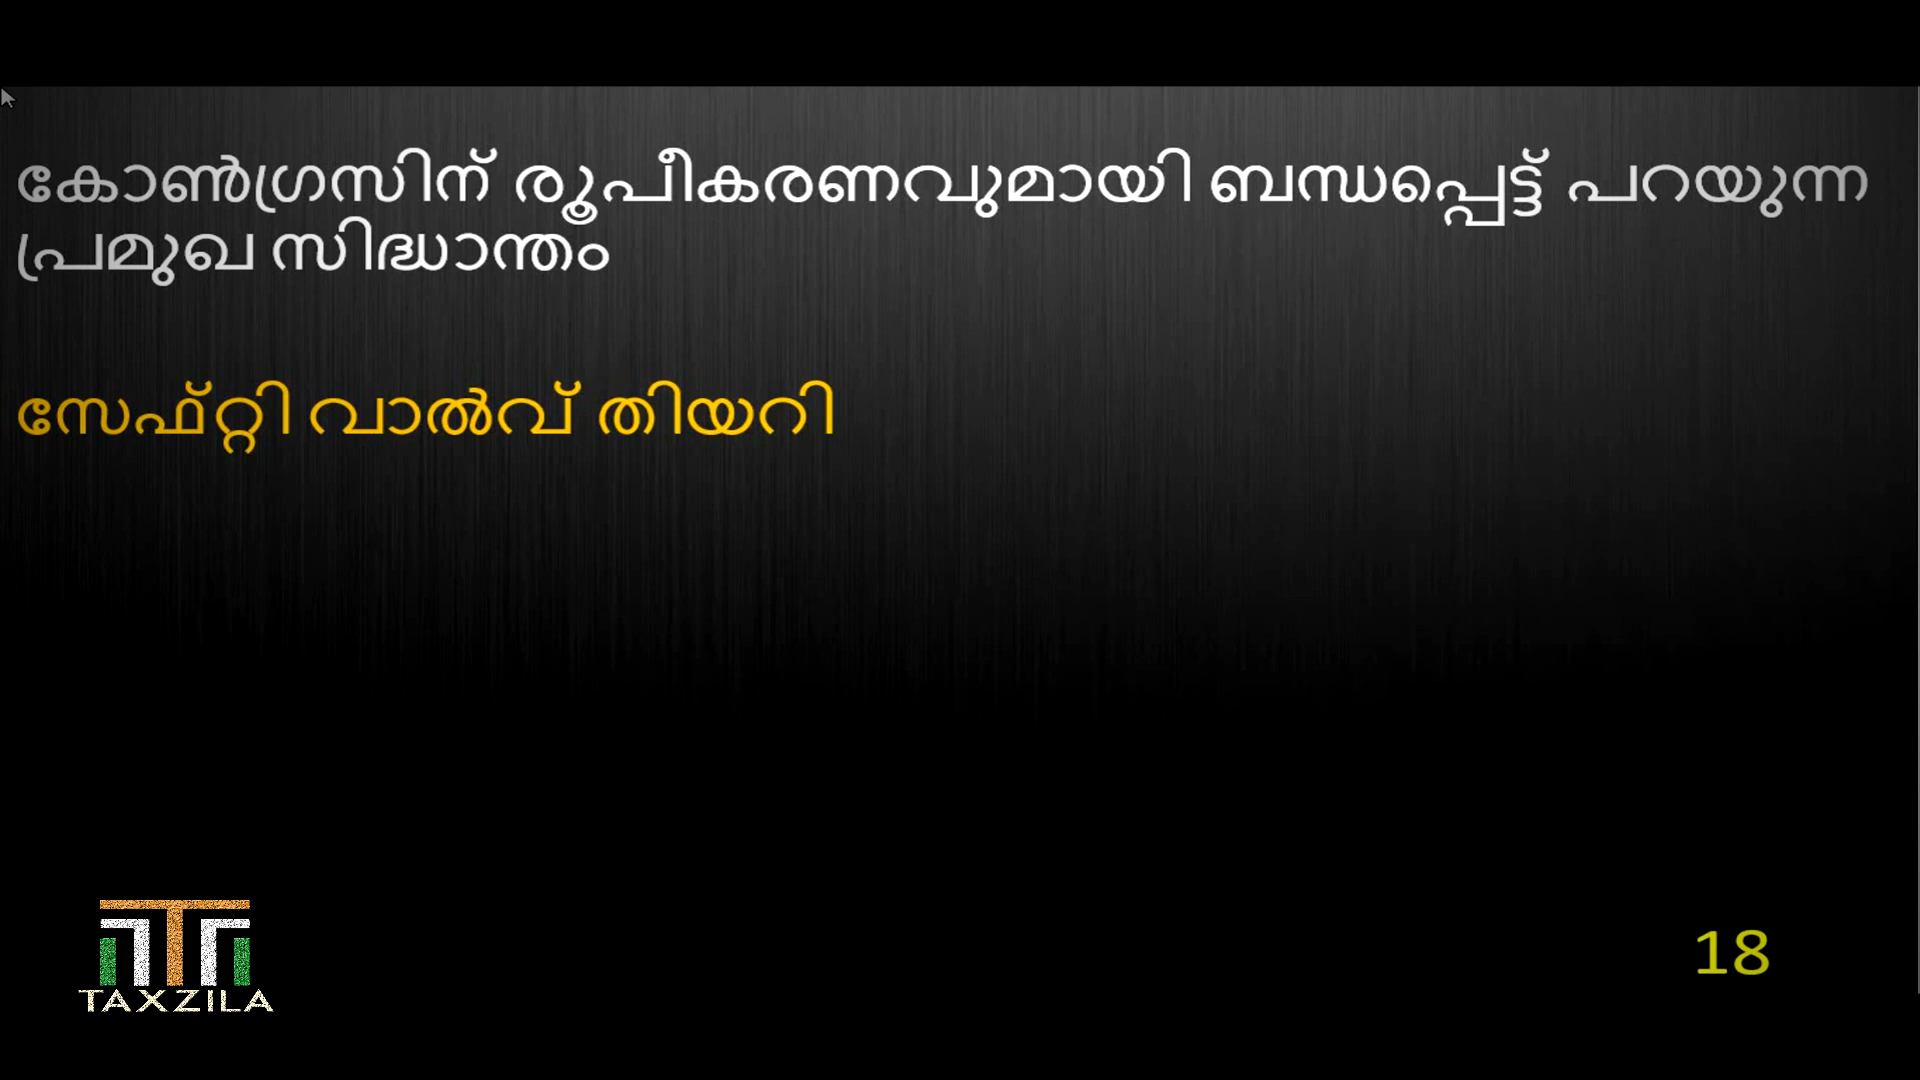 കോൺഗ്രസിന് രൂപീകരണവുമായി ബന്ധപ്പെട്ട് പറയുന്ന
പ്രമുഖ സിദ്ധാന്തം
സേഫ്റ്റി വാൽവ് തിയറി
TAXZILA
18